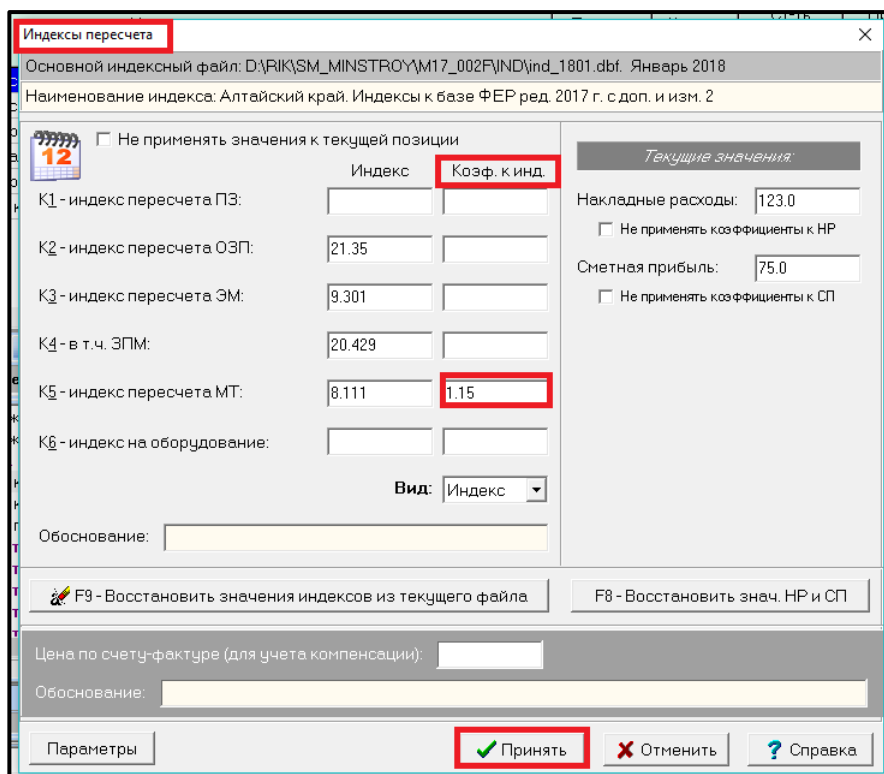 Индексы пересчета
Основной индексный файл: D:\RIK\SM_MINSTROY\M17_002F\IND\ind_1801.dbf. Январь 2018
Наименование индекса: Алтайский край. Индексы к базе ФЕР ред. 2017 г. с доп. и изм. 2
12
Не применять значения к текущей позиции
Индекс Коэф. к инд.
К1 - индекс пересчета ПЗ:
К2 - индекс пересчета ОЗП: 21.35
К3 - индекс пересчета ЭМ: 9.301
К4 - в т.ч. ЗПМ: 20.429
К5 - индекс пересчета МТ: 8.111 1.15
К6 - индекс на оборудование:
Вид: Индекс
Обоснование:
Текущие значения:
Накладные расходы: 123.0
Не применять коэффициенты к НР
Сметная прибыль: 75.0
Не применять коэффициенты к СП
F9 - Восстановить значения индексов из текущего файла
F8 - Восстановить знач. НР и СП
Цена по счету-фактуре (для учета компенсации):
Обоснование:
Параметры Принять Отменить Справка